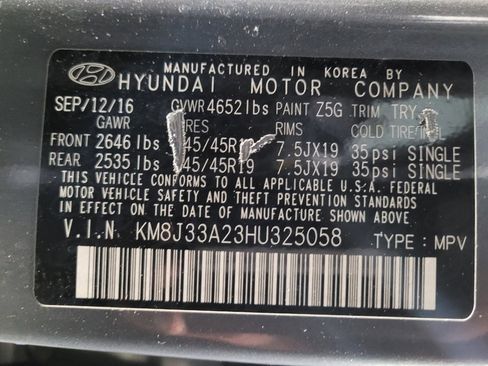 MANUFACTURED IN KOREA BY
HYUNDAI MOTOR COMPANY
SEP/12/16 GVWR 4652lbs PAINT Z5G TRIM TRY
GAWR RES RIMS COLD TIRE
FRONT 2646 lbs 45/45R 7.5JX19 35psi SINGLE
REAR 2535 lbs 45/45R19 7.5JX19 35psi SINGLE
THIS VEHICLE CONFORMS TO ALL APPLICABLE U.S.A. FEDERAL
MOTOR VEHICLE SAFETY AND THEFT PREVENTION STANDARDS
IN EFFECT ON THE DATE OF MANUFACTURE SHOWN ABOVE.
V.I.N KM8J33A23HU325058 TYPE : MPV